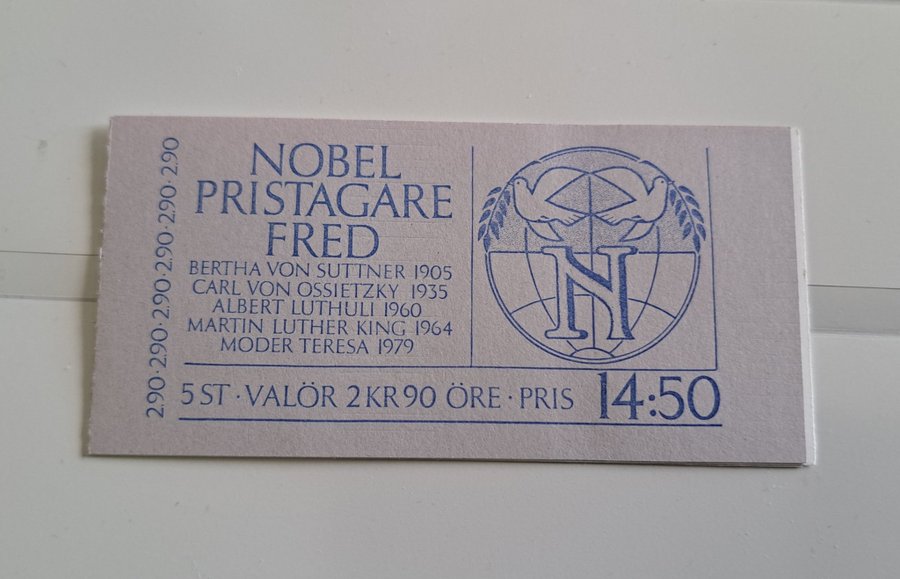 2.90·2.90·2.90·2.90·2.90·2.90
NOBEL
PRISTAGARE
FRED
BERTHA VON SUTTNER 1905
CARL VON OSSIETZKY 1935
ALBERT LUTHULI 1960
MARTIN LUTHER KING 1964
MODER TERESA 1979
N
5 ST · VALÖR 2 KR 90 ÖRE · PRIS 14:50